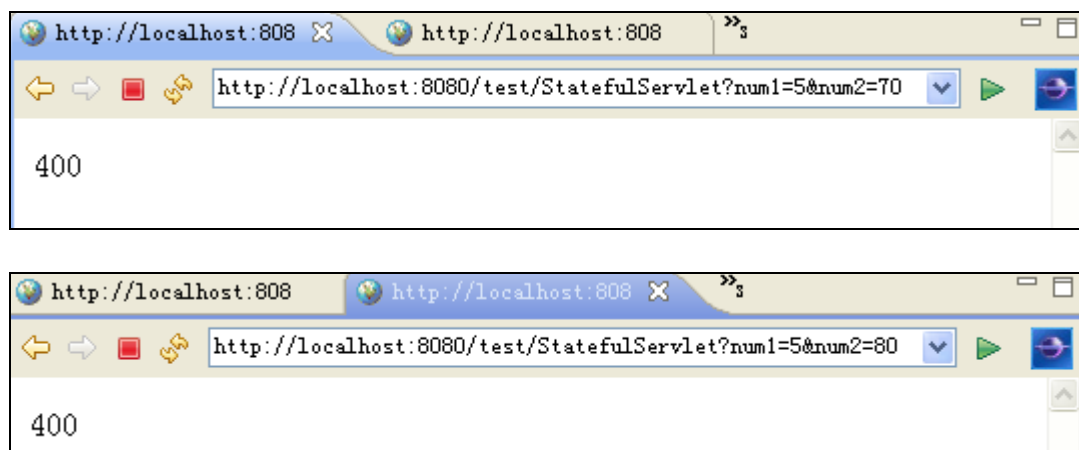 http://localhost:808 http://localhost:808 »3
http://localhost:8080/test/StatefulServlet?num1=5&num2=70
400
http://localhost:808 http://localhost:808 »3
http://localhost:8080/test/StatefulServlet?num1=5&num2=80
400